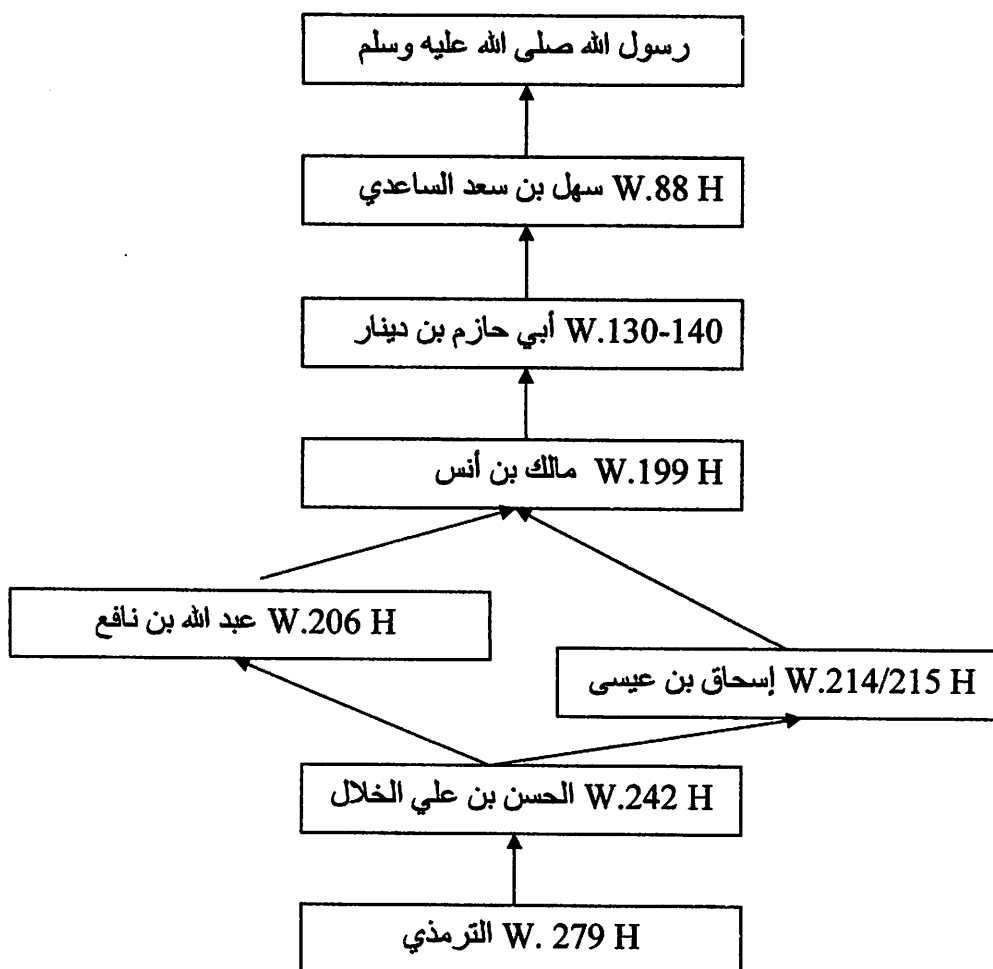 رسول الله صلى الله عليه وسلم
W.88 H سهل بن سعد الساعدي
W.130-140 أبي حازم بن دينار
W.199 H مالك بن أنس
W.206 H عبد الله بن نافع
W.214/215 H إسحاق بن عيسى
W.242 H الحسن بن علي الخلال
W. 279 H الترمذي